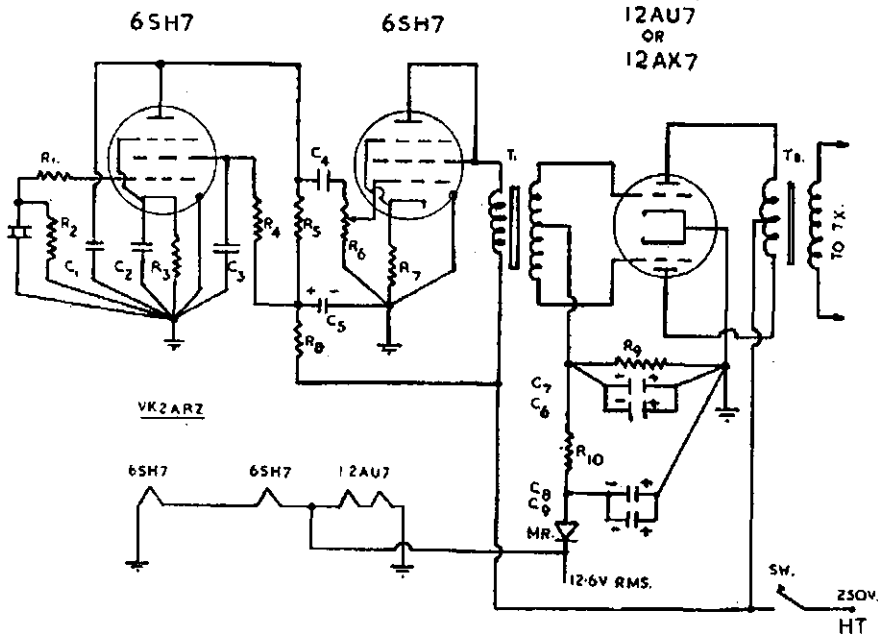 6SH7
6SH7
12AU7
OR
12AX7
R1.
R2
C1
C2
R3
C3
R4
R5
C4
R6
R7
+ -
C5
R8
T1
TO TX.
R9
C7
C6
- +
- +
R10
C8
C9
- +
+ +
MR.
12·6V RMS.
SW.
250V.
HT
VK2ARZ
6SH7
6SH7
12AU7